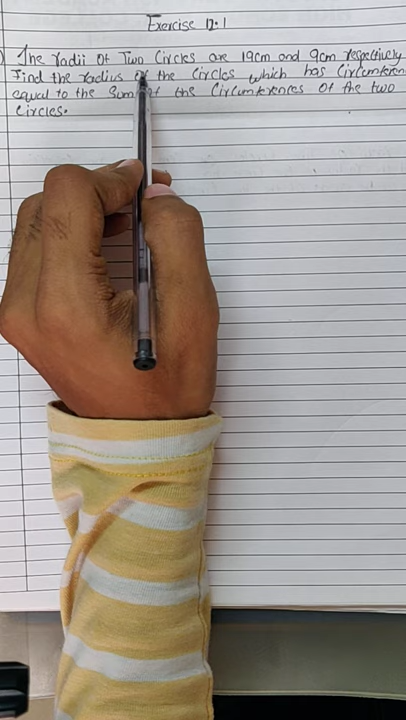 Exercise 12.1
) The radii of Two Circles are 19cm and 9cm respectively
Find the radius of the Circles which has Circumferen
equal to the Sum of the Circumferences of the two
Circles.